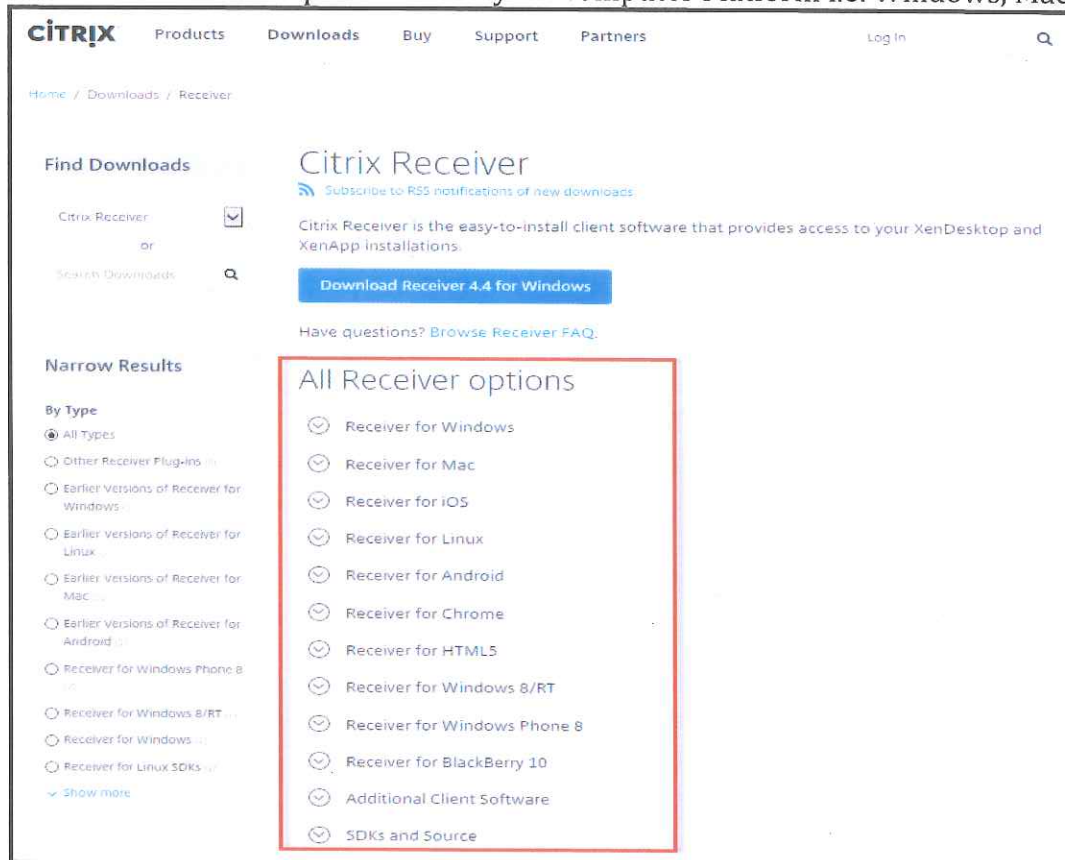 Computer Platform i.e. Windows, Mac
CİTRIX Products Downloads Buy Support Partners Log In
Home / Downloads / Receiver
Find Downloads
Citrix Receiver
or
Search Downloads
Citrix Receiver
Subscribe to RSS notifications of new downloads
Citrix Receiver is the easy-to-install client software that provides access to your XenDesktop and
XenApp installations.
Download Receiver 4.4 for Windows
Have questions? Browse Receiver FAQ.
Narrow Results
By Type
All Types
Other Receiver Plug-ins
Earlier Versions of Receiver for
Windows
Earlier Versions of Receiver for
Linux
Earlier Versions of Receiver for
Mac
Earlier Versions of Receiver for
Android
Receiver for Windows Phone 8
Receiver for Windows 8/RT
Receiver for Windows
Receiver for Linux SDKs
Show more
All Receiver options
Receiver for Windows
Receiver for Mac
Receiver for iOS
Receiver for Linux
Receiver for Android
Receiver for Chrome
Receiver for HTML5
Receiver for Windows 8/RT
Receiver for Windows Phone 8
Receiver for BlackBerry 10
Additional Client Software
SDKs and Source